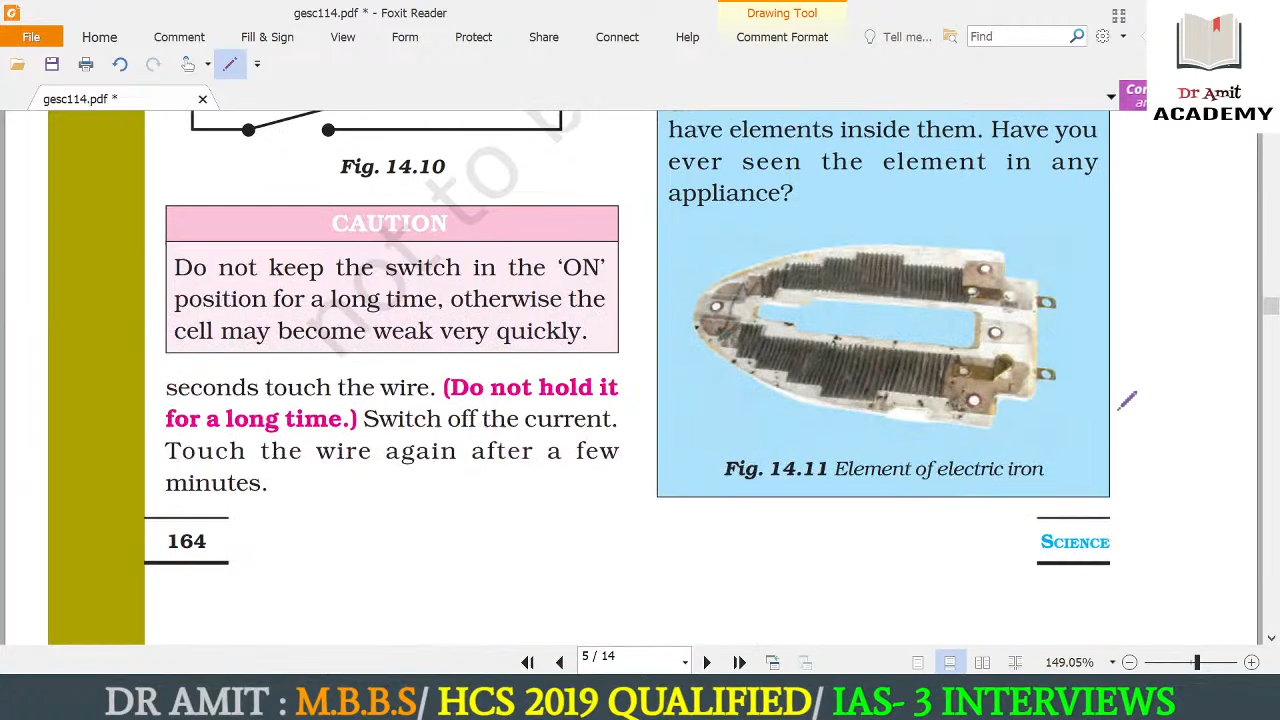 gesc114.pdf * - Foxit Reader
Drawing Tool
File Home Comment Fill & Sign View Form Protect Share Connect Help Comment Format Tell me... Find
gesc114.pdf *
Dr Amit
ACADEMY
Fig. 14.10
CAUTION
Do not keep the switch in the ‘ON’
position for a long time, otherwise the
cell may become weak very quickly.
seconds touch the wire. (Do not hold it
for a long time.) Switch off the current.
Touch the wire again after a few
minutes.
164
have elements inside them. Have you
ever seen the element in any
appliance?
Fig. 14.11 Element of electric iron
SCIENCE
not to b
5 / 14
149.05%
DR AMIT : M.B.B.S/ HCS 2019 QUALIFIED/ IAS- 3 INTERVIEWS